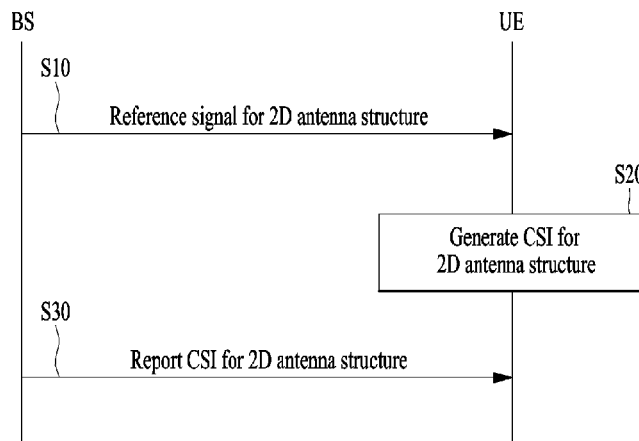 BS
UE
S10
Reference signal for 2D antenna structure
S20
Generate CSI for
2D antenna structure
S30
Report CSI for 2D antenna structure